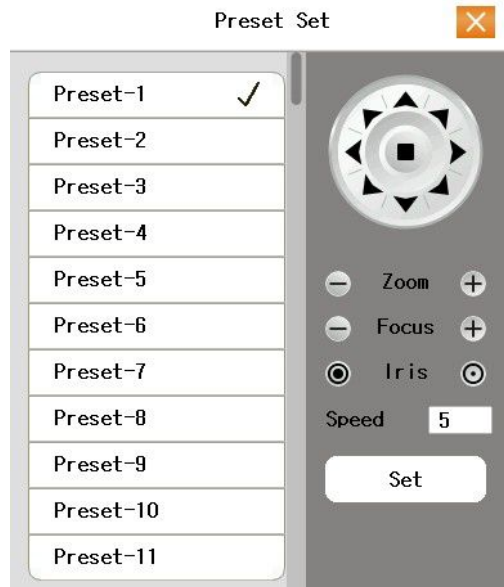 Preset Set
Preset-1
Preset-2
Preset-3
Preset-4
Preset-5
Preset-6
Preset-7
Preset-8
Preset-9
Preset-10
Preset-11
Zoom
Focus
Iris
Speed 5
Set